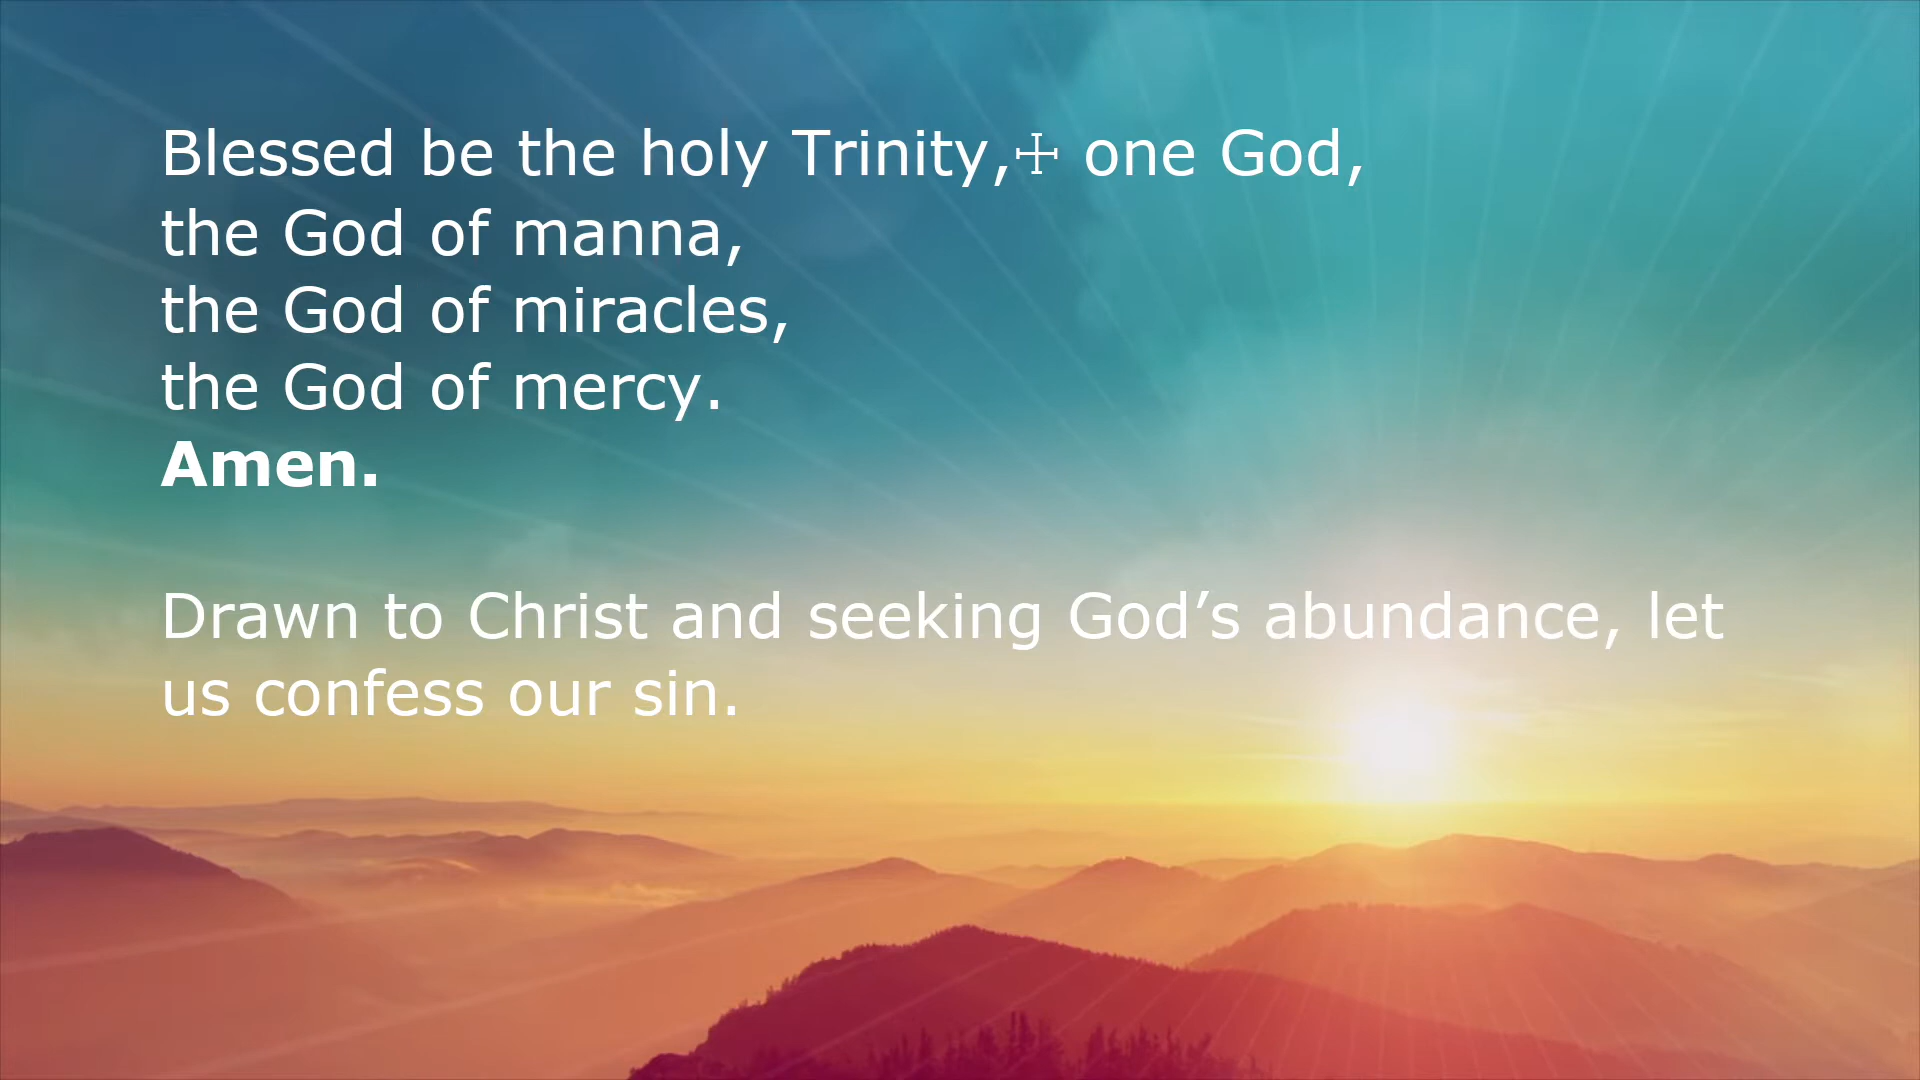 Blessed be the holy Trinity,☩ one God,
the God of manna,
the God of miracles,
the God of mercy.
Amen.
Drawn to Christ and seeking God’s abundance, let
us confess our sin.